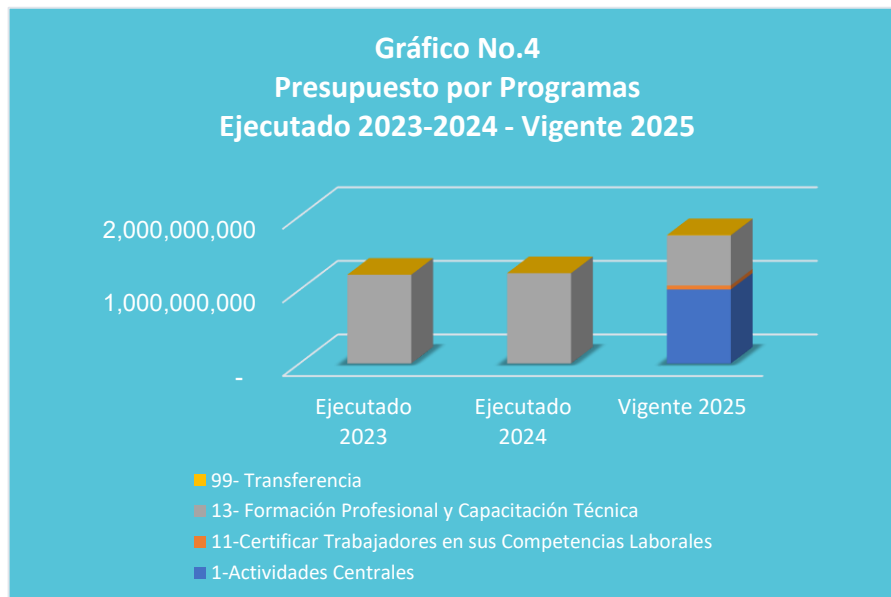 Gráfico No.4
Presupuesto por Programas
Ejecutado 2023-2024 - Vigente 2025
2,000,000,000
1,000,000,000
-
Ejecutado
2023
Ejecutado
2024
Vigente 2025
99- Transferencia
13- Formación Profesional y Capacitación Técnica
11-Certificar Trabajadores en sus Competencias Laborales
1-Actividades Centrales